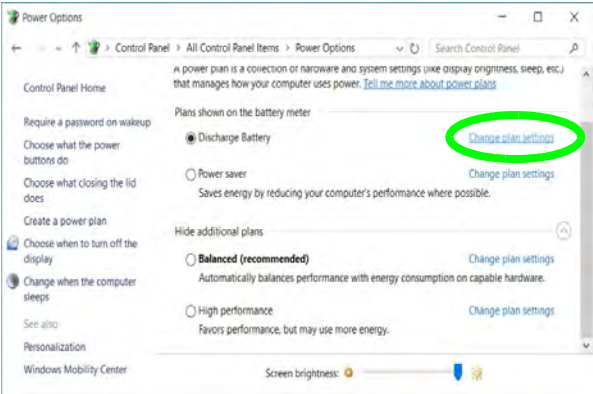 Power Options
Control Panel > All Control Panel Items > Power Options
Search Control Panel
Control Panel Home
Require a password on wakeup
Choose what the power
buttons do
Choose what closing the lid
does
Create a power plan
Choose when to turn off the
display
Change when the computer
sleeps
See also
Personalization
Windows Mobility Center
A power plan is a collection of hardware and system settings (like display brightness, sleep, etc.)
that manages how your computer uses power. Tell me more about power plans
Plans shown on the battery meter
Discharge Battery Change plan settings
Power saver Change plan settings
Saves energy by reducing your computer's performance where possible.
Hide additional plans
Balanced (recommended) Change plan settings
Automatically balances performance with energy consumption on capable hardware.
High performance Change plan settings
Favors performance, but may use more energy.
Screen brightness: